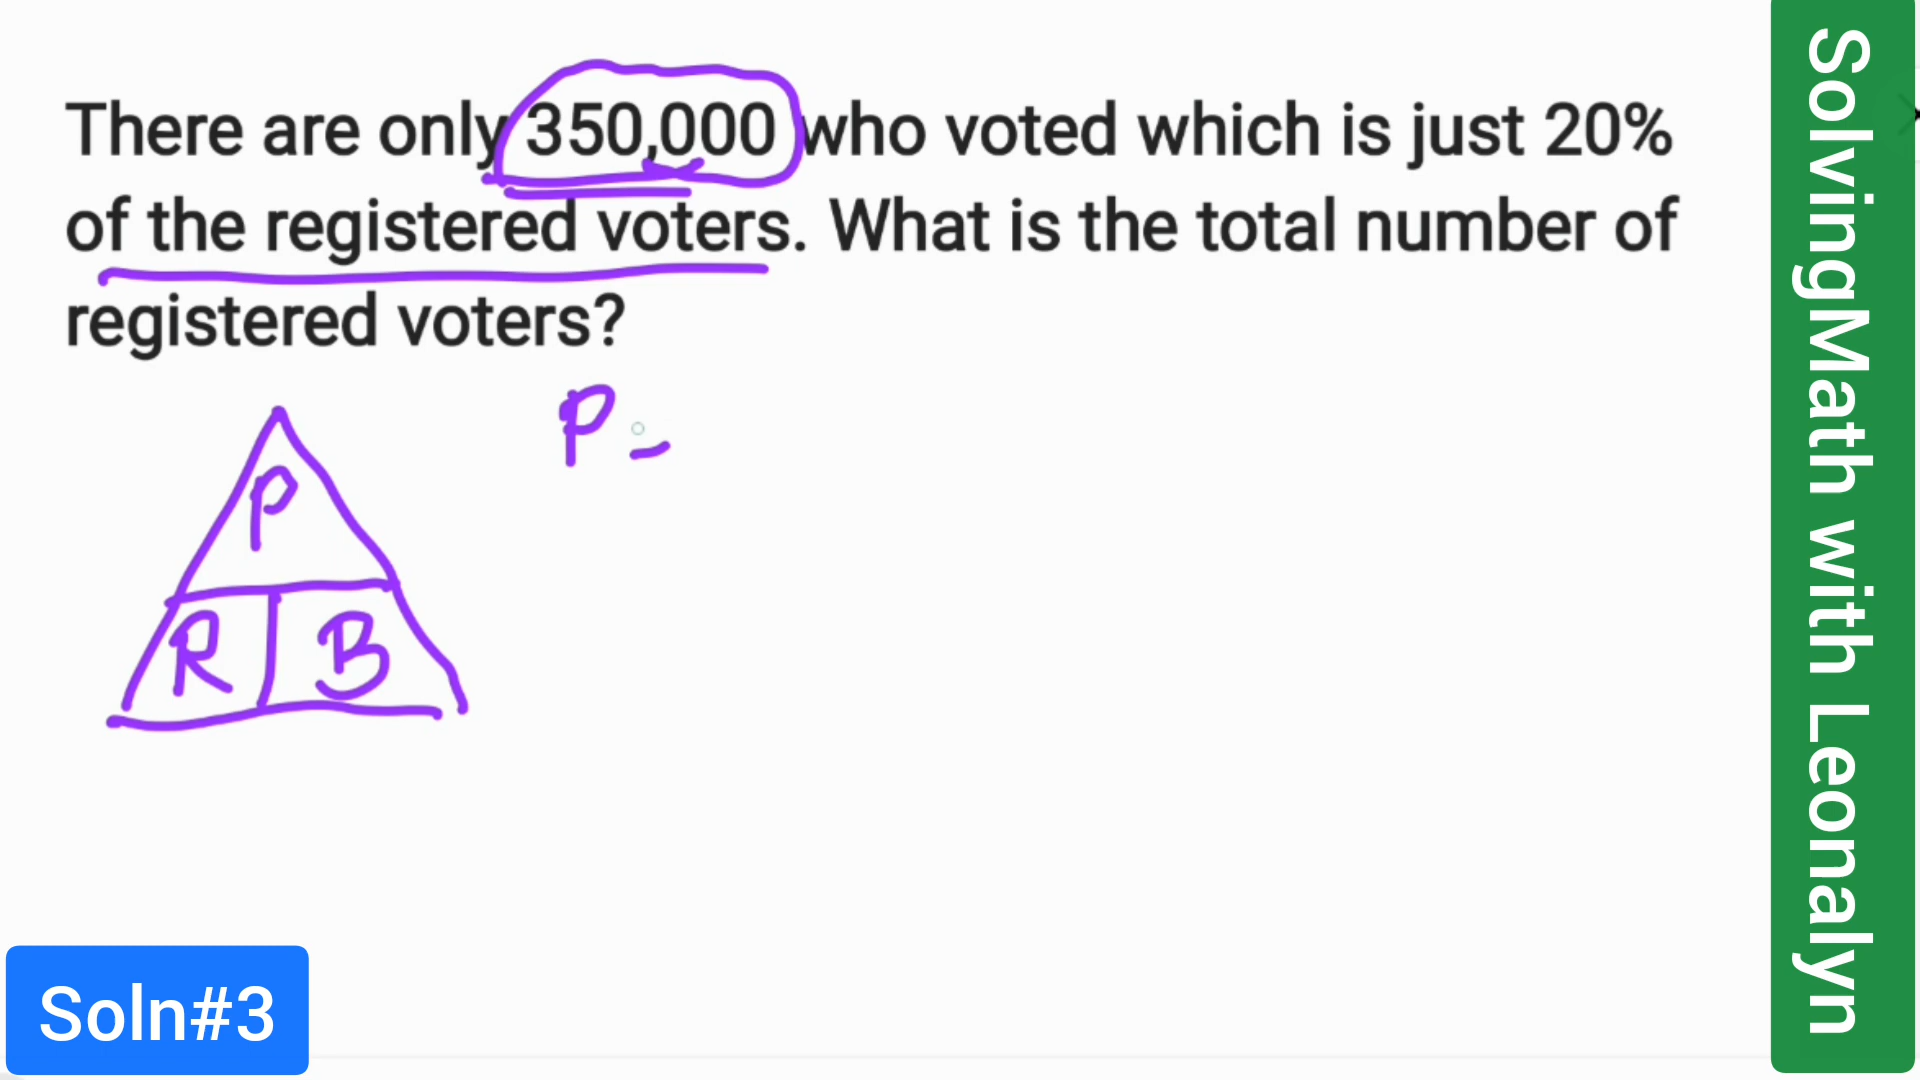 There are only 350,000 who voted which is just 20%
of the registered voters. What is the total number of
registered voters?
P =
P
R B
Soln#3
SolvingMath with Leonalyn